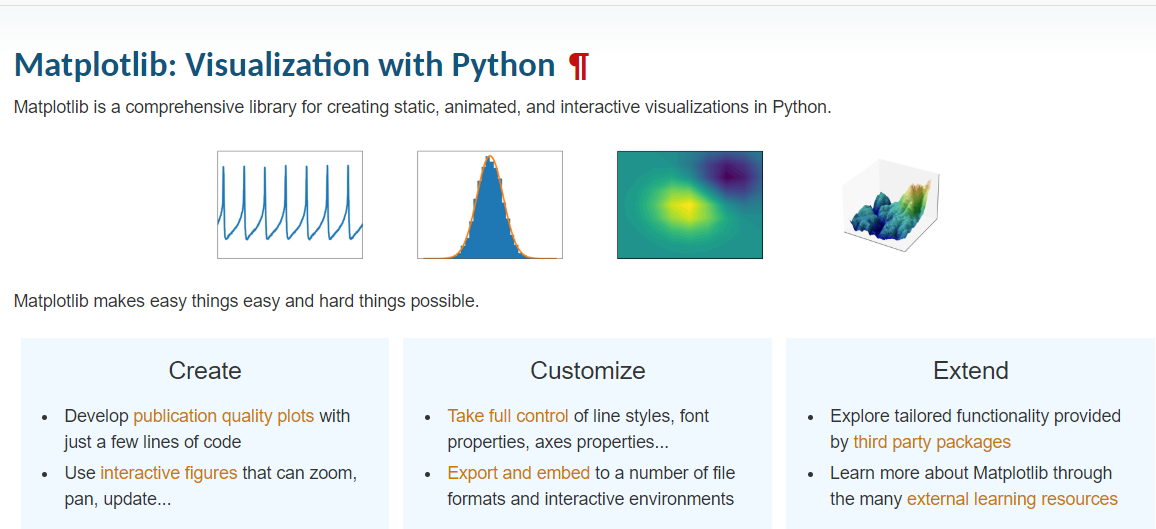 Matplotlib: Visualization with Python ¶
Matplotlib is a comprehensive library for creating static, animated, and interactive visualizations in Python.
Matplotlib makes easy things easy and hard things possible.
Create
• Develop publication quality plots with
just a few lines of code
• Use interactive figures that can zoom,
pan, update...
Customize
• Take full control of line styles, font
properties, axes properties...
• Export and embed to a number of file
formats and interactive environments
Extend
• Explore tailored functionality provided
by third party packages
• Learn more about Matplotlib through
the many external learning resources